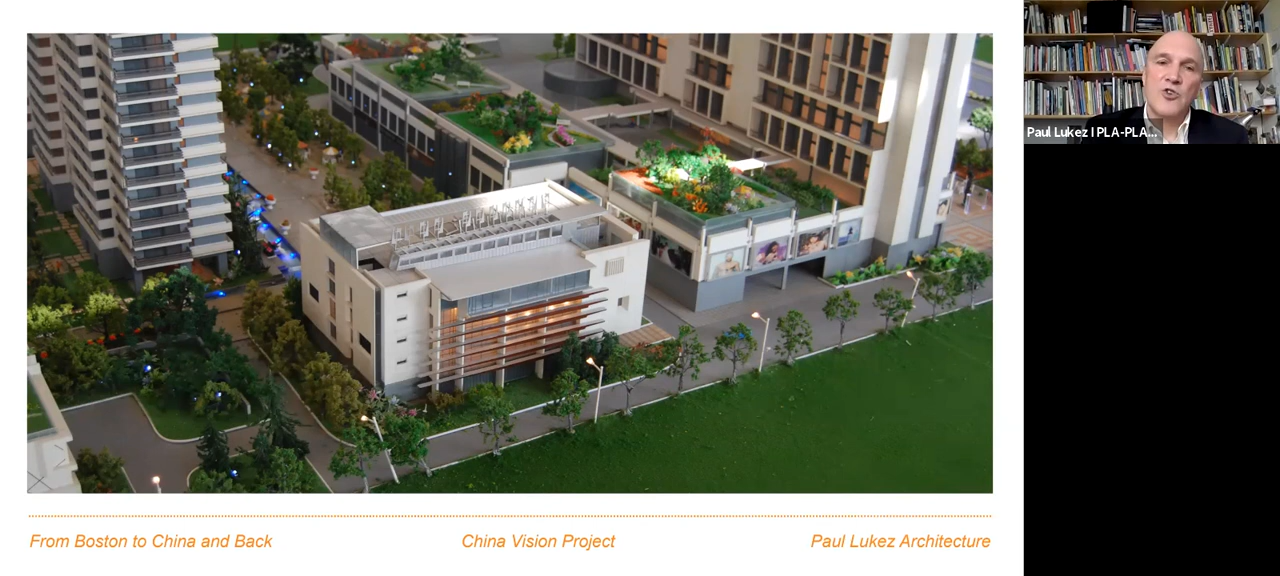 Paul Lukez I PLA-PLA...
From Boston to China and Back
China Vision Project
Paul Lukez Architecture